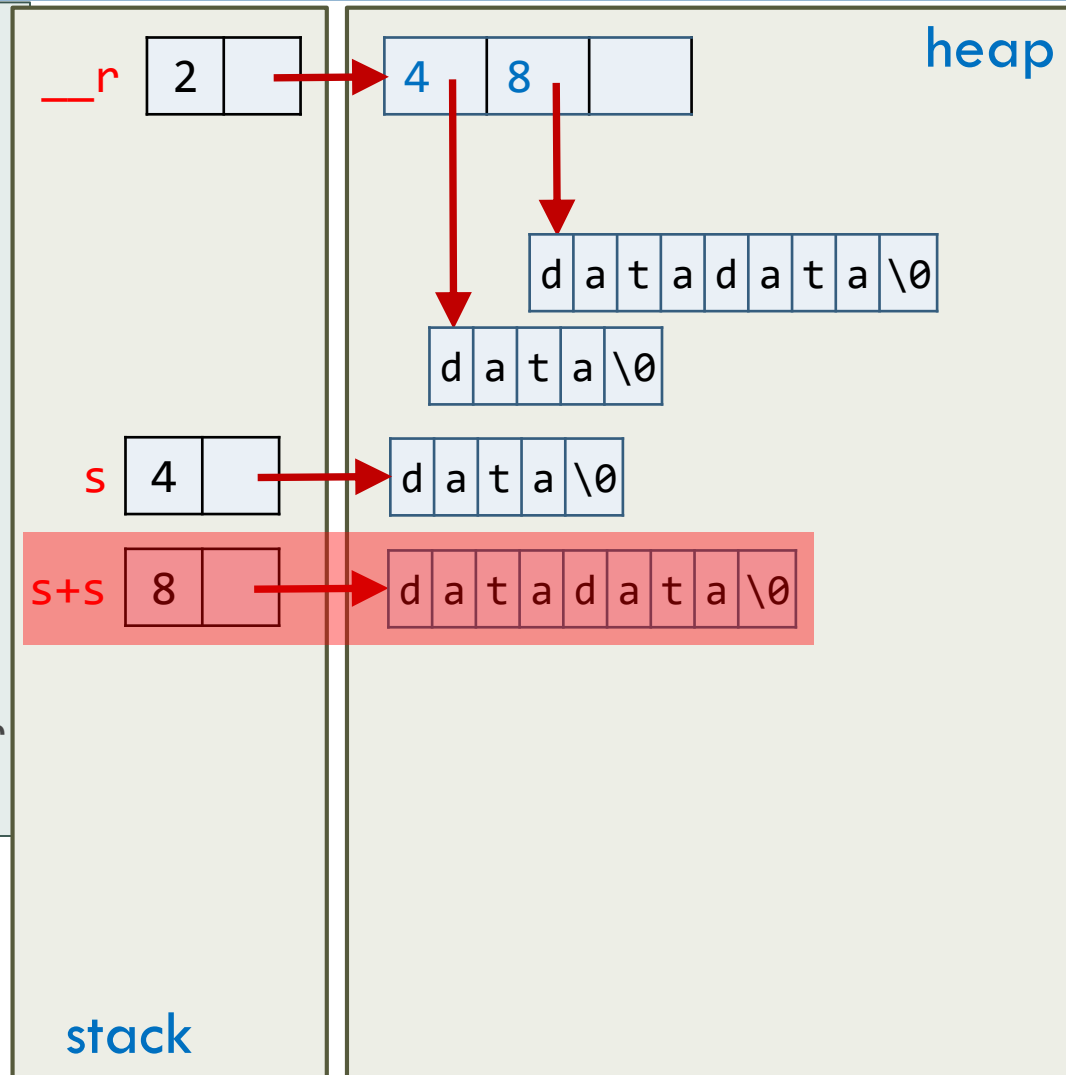 heap
__r 2 4 8
d a t a d a t a \0
d a t a \0
s 4 d a t a \0
s+s 8 d a t a d a t a \0
stack